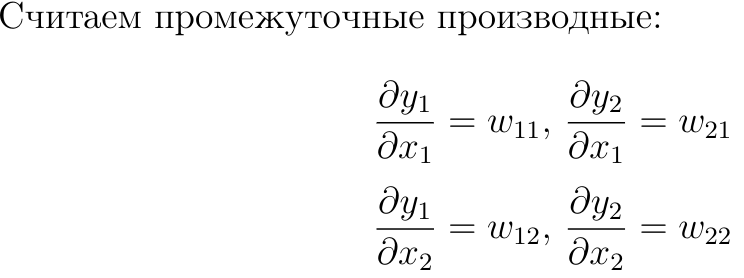 Считаем промежуточные производные:
∂y₁/∂x₁ = w₁₁, ∂y₂/∂x₁ = w₂₁
∂y₁/∂x₂ = w₁₂, ∂y₂/∂x₂ = w₂₂